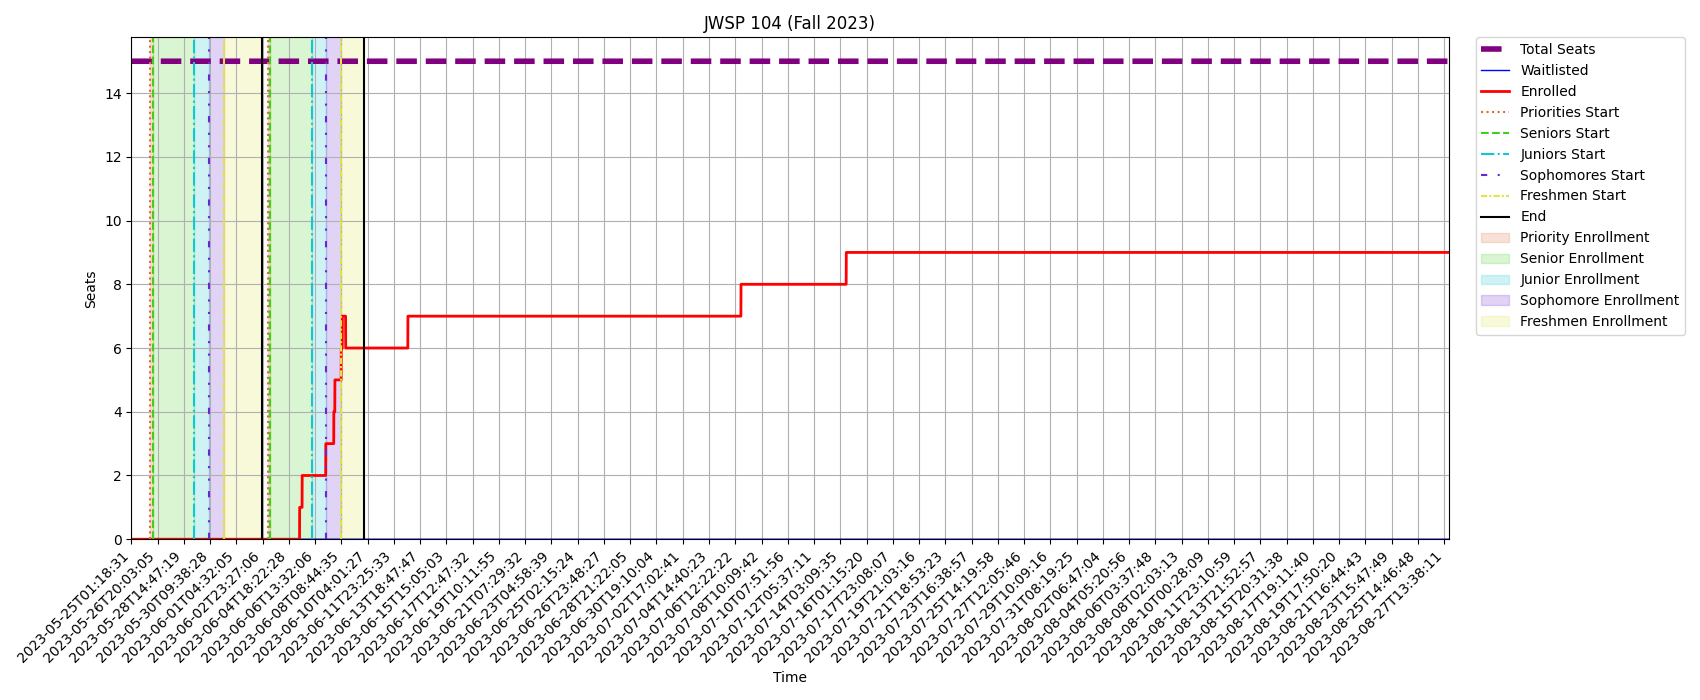 JWSP 104 (Fall 2023)
Seats
14
12
10
8
6
4
2
0
2023-05-25T01:18:31
2023-05-26T20:03:05
2023-05-28T14:47:19
2023-05-30T09:38:28
2023-06-01T04:32:05
2023-06-02T23:27:06
2023-06-04T18:22:28
2023-06-06T13:32:06
2023-06-08T08:44:35
2023-06-10T04:01:27
2023-06-11T23:25:33
2023-06-13T18:47:47
2023-06-15T15:05:03
2023-06-17T12:47:32
2023-06-19T10:11:55
2023-06-21T07:29:32
2023-06-23T04:58:39
2023-06-25T02:15:24
2023-06-26T23:48:27
2023-06-28T21:22:05
2023-06-30T19:10:04
2023-07-02T17:02:41
2023-07-04T14:40:23
2023-07-06T12:22:22
2023-07-08T10:09:42
2023-07-10T07:51:56
2023-07-12T05:37:11
2023-07-14T03:09:35
2023-07-16T01:15:20
2023-07-17T23:08:07
2023-07-19T21:03:16
2023-07-21T18:53:23
2023-07-23T16:38:57
2023-07-25T14:19:58
2023-07-27T12:05:46
2023-07-29T10:09:16
2023-07-31T08:19:25
2023-08-02T06:47:04
2023-08-04T05:20:56
2023-08-06T03:37:48
2023-08-08T02:03:13
2023-08-10T00:28:09
2023-08-11T23:10:59
2023-08-13T21:52:57
2023-08-15T20:31:38
2023-08-17T19:11:40
2023-08-19T17:50:20
2023-08-21T16:44:43
2023-08-23T15:47:49
2023-08-25T14:46:48
2023-08-27T13:38:11
Time
Total Seats
Waitlisted
Enrolled
Priorities Start
Seniors Start
Juniors Start
Sophomores Start
Freshmen Start
End
Priority Enrollment
Senior Enrollment
Junior Enrollment
Sophomore Enrollment
Freshmen Enrollment